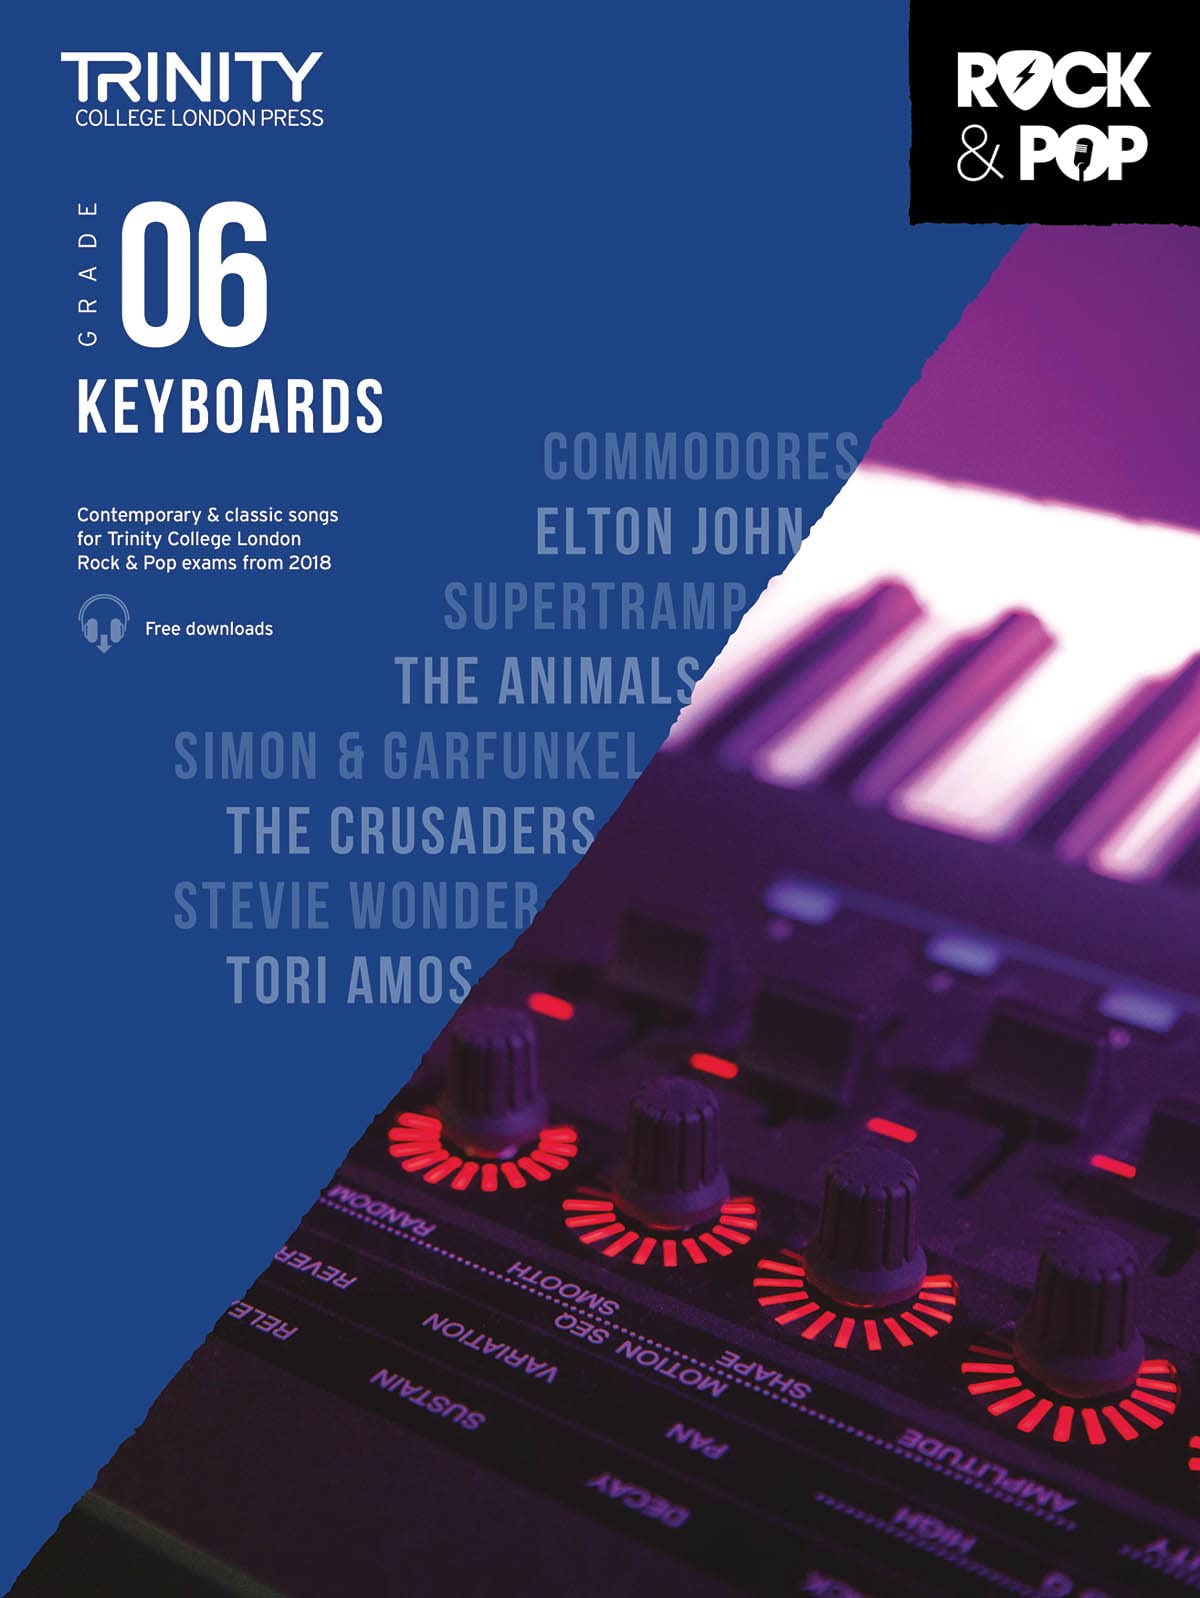 TRINITY
COLLEGE LONDON PRESS
ROCK
& POP
GRADE
06
KEYBOARDS
Contemporary & classic songs
for Trinity College London
Rock & Pop exams from 2018
Free downloads
COMMODORES
ELTON JOHN
SUPERTRAMP
THE ANIMALS
SIMON & GARFUNKEL
THE CRUSADERS
STEVIE WONDER
TORI AMOS
RANDOM
SMOOTH
SHAPE
AMPLITUDE
VARIATION
MOTION SEQ
SUSTAIN
PAN
HIGH
DECAY